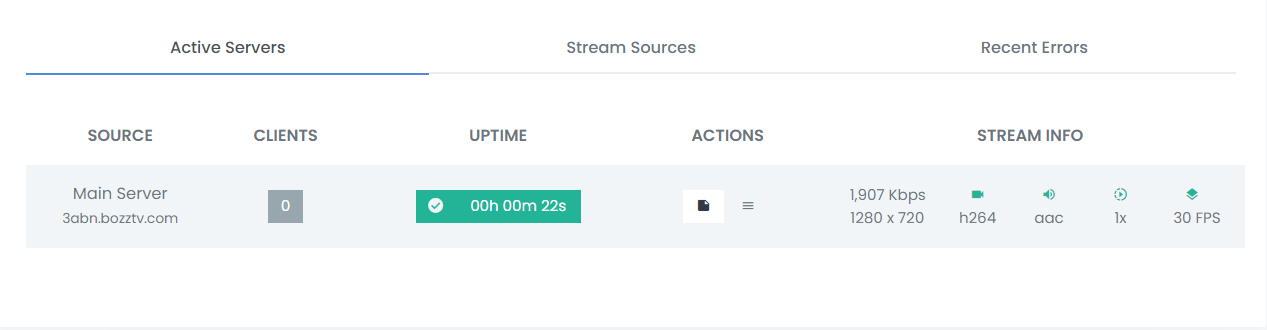 Active Servers Stream Sources Recent Errors
SOURCE CLIENTS UPTIME ACTIONS STREAM INFO
Main Server
3abn.bozztv.com
0
00h 00m 22s
1,907 Kbps
1280 x 720 h264 aac 1x 30 FPS